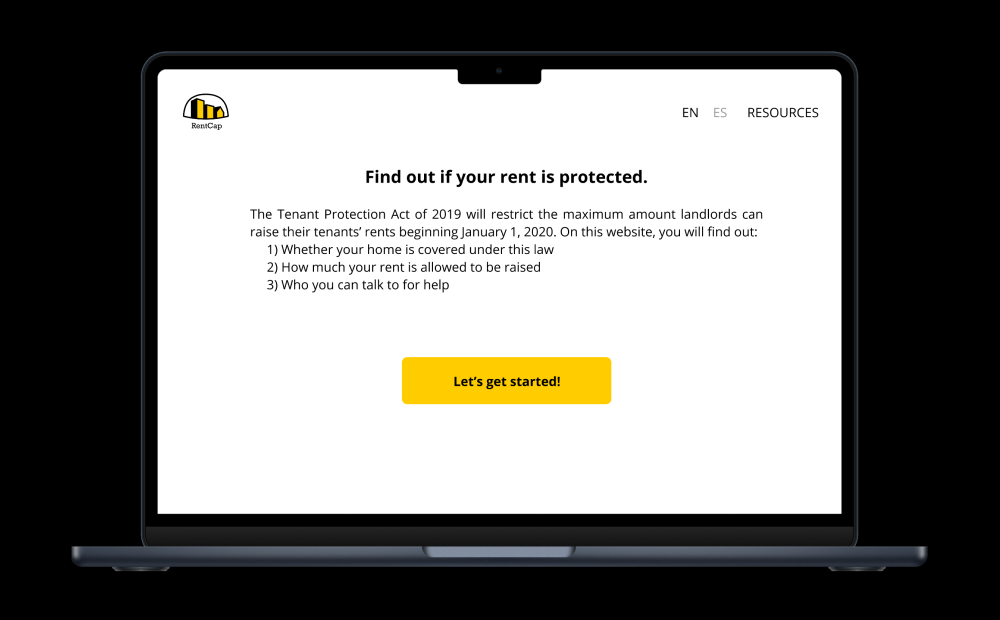 RentCap
EN ES RESOURCES
Find out if your rent is protected.
The Tenant Protection Act of 2019 will restrict the maximum amount landlords can
raise their tenants’ rents beginning January 1, 2020. On this website, you will find out:
1) Whether your home is covered under this law
2) How much your rent is allowed to be raised
3) Who you can talk to for help
Let’s get started!